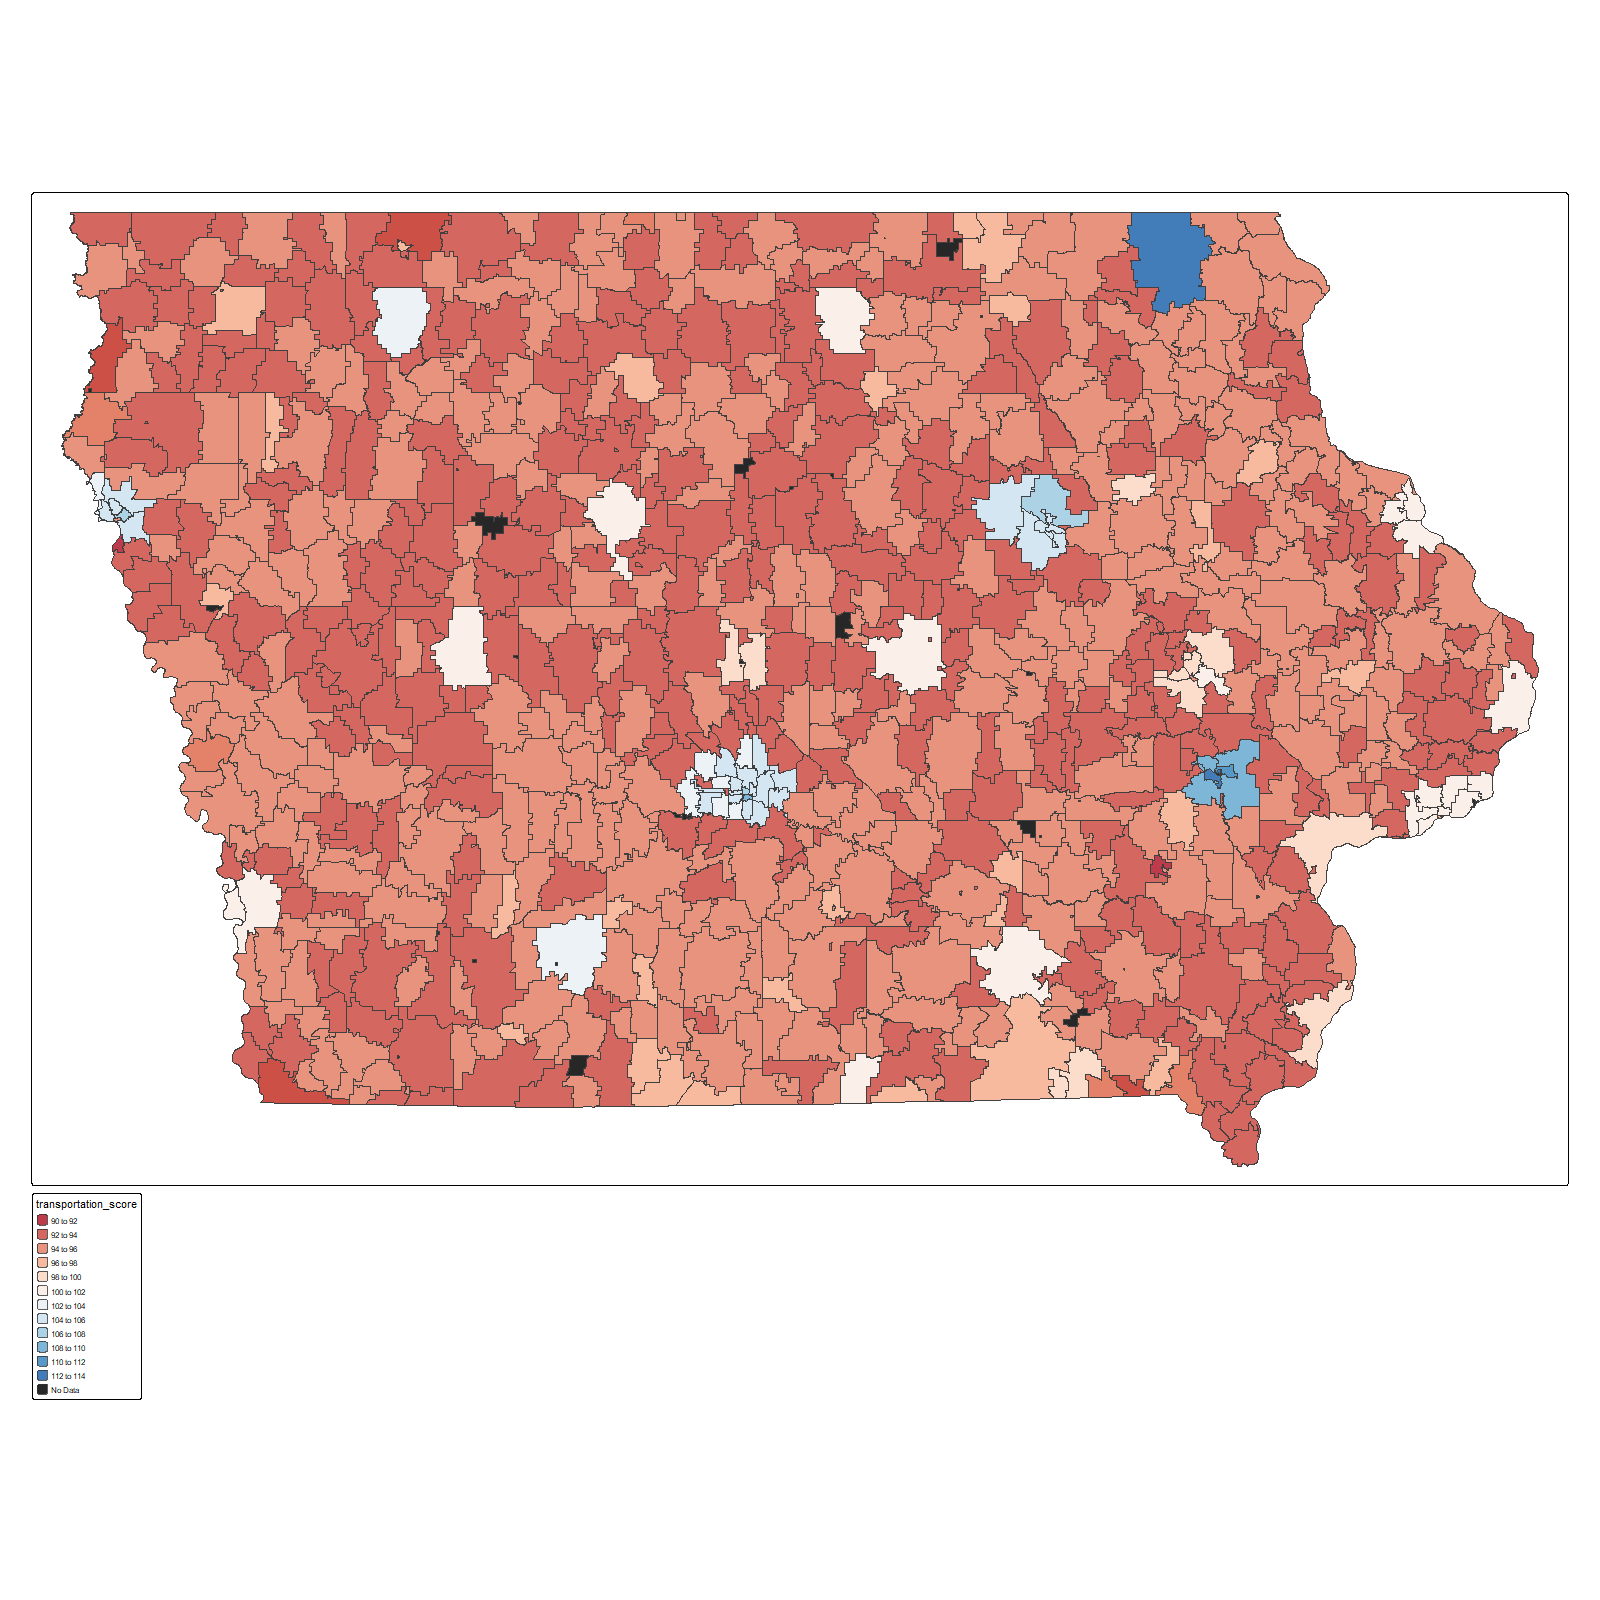 transportation_score
90 to 92
92 to 94
94 to 96
96 to 98
98 to 100
100 to 102
102 to 104
104 to 106
106 to 108
108 to 110
110 to 112
112 to 114
No Data